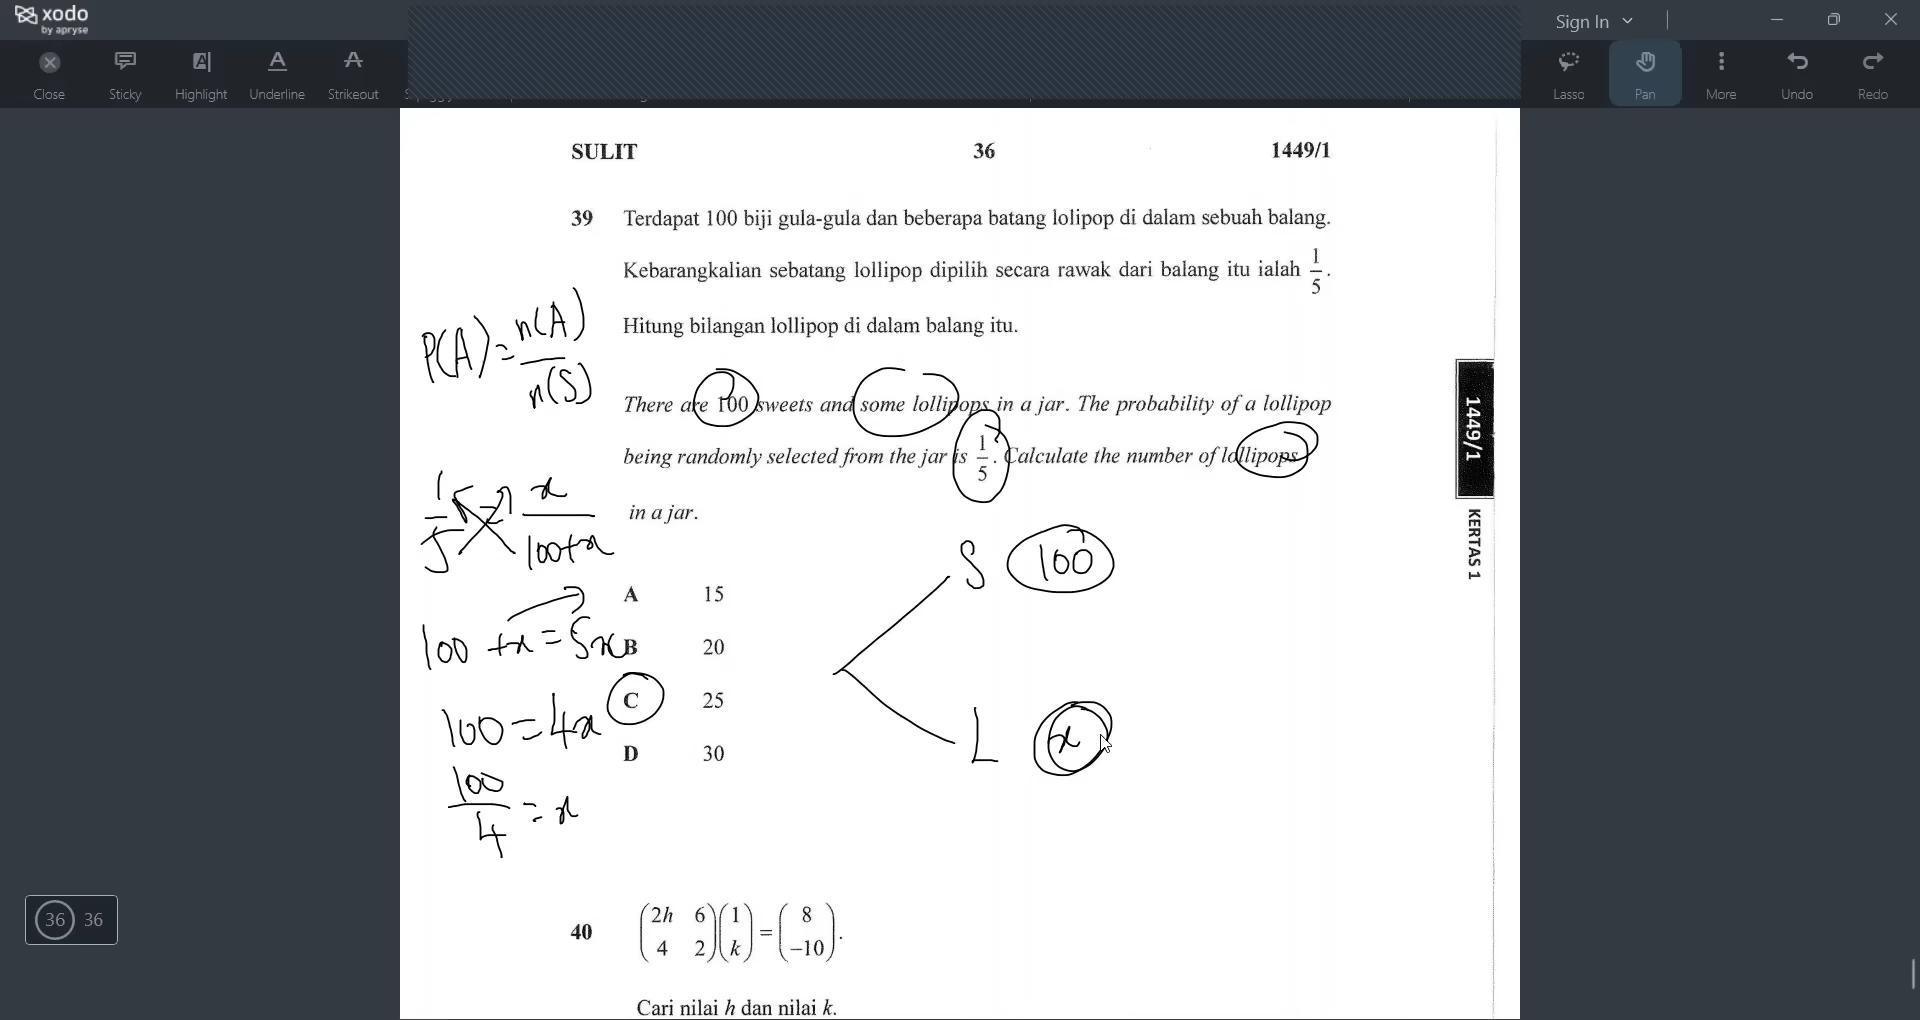 xodo
by apryse
Sign In
Close
Sticky
Highlight
Underline
Strikeout
Lasso
Pan
More
Undo
Redo
SULIT 36 1449/1
39 Terdapat 100 biji gula-gula dan beberapa batang lolipop di dalam sebuah balang.
Kebarangkalian sebatang lollipop dipilih secara rawak dari balang itu ialah 1/5.
Hitung bilangan lollipop di dalam balang itu.
P(A) = n(A)/n(S)
There are 100 sweets and some lollipops in a jar. The probability of a lollipop
being randomly selected from the jar is 1/5. Calculate the number of lollipops
in a jar.
1/5 = x/(100+x)
S 100
A 15
100 + x = 5x
B 20
C 25
100 = 4x
L x
D 30
100/4 = x
1449/1
KERTAS 1
36 36
40 (2h 6; 4 2)(1; k) = (8; -10).
Cari nilai h dan nilai k.